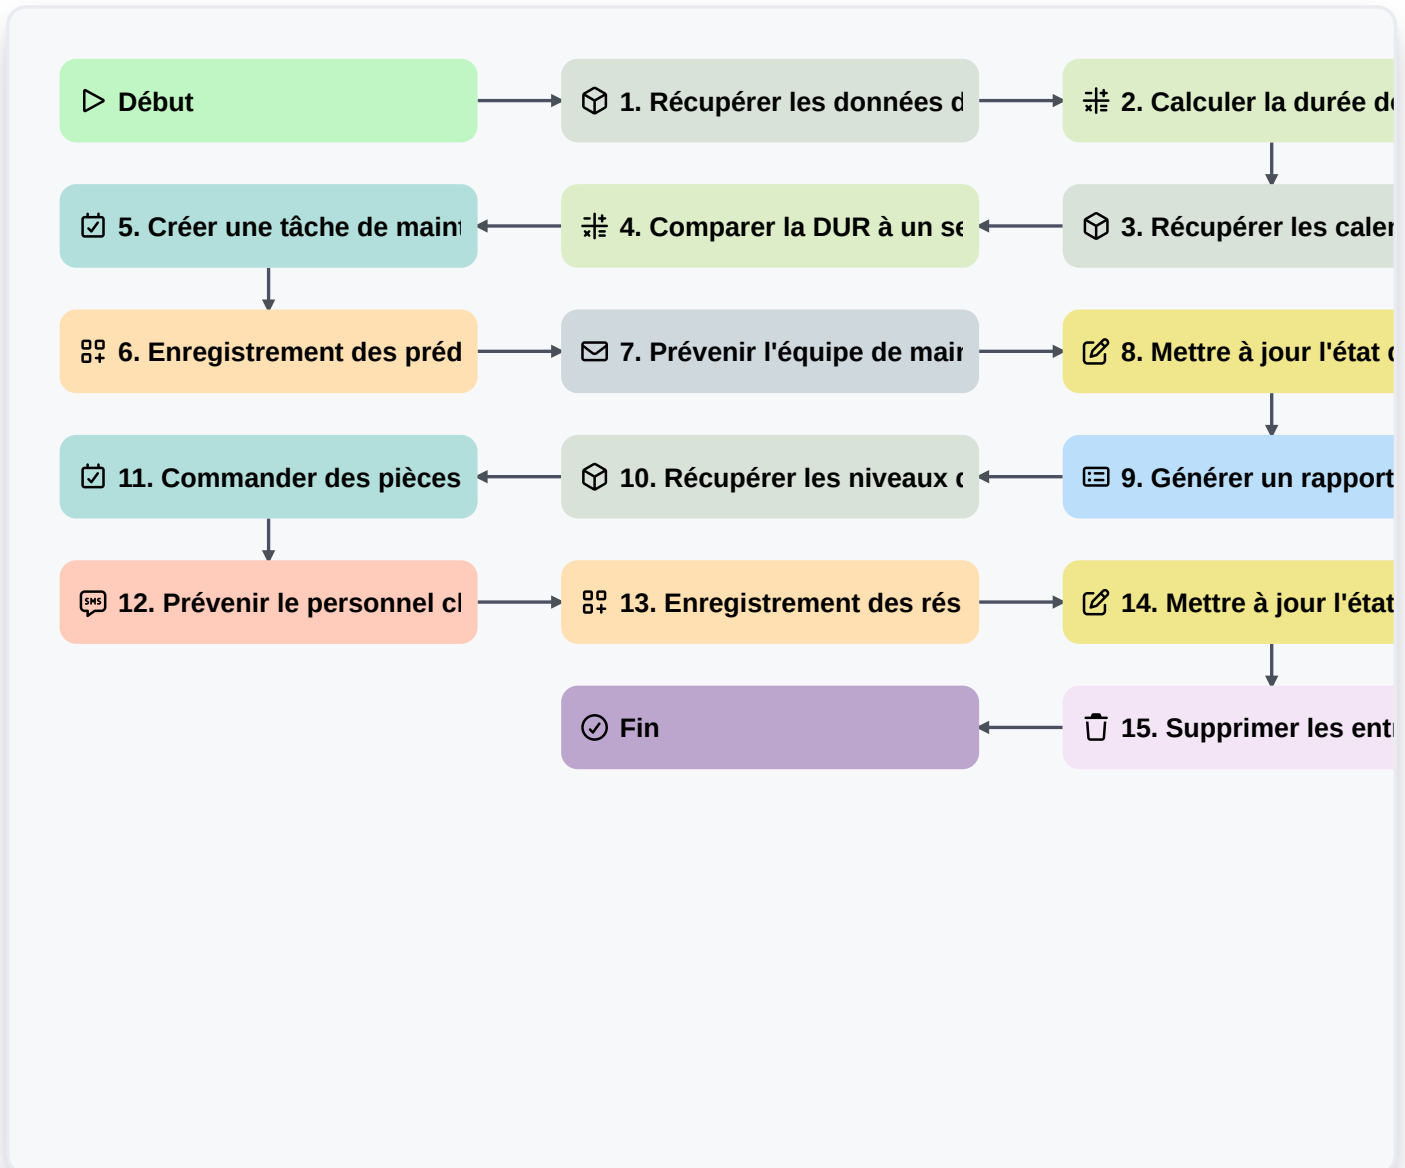 Début
1. Récupérer les données
2. Calculer la durée
5. Créer une tâche de
4. Comparer la DUR à un
3. Récupérer les
6. Enregistrement des
7. Prévenir l'équipe de
8. Mettre à jour l'état
11. Commander des pièces
10. Récupérer les niveaux
9. Générer un rapport
12. Prévenir le personnel
13. Enregistrement des
14. Mettre à jour l'état
Fin
15. Supprimer les
SMS